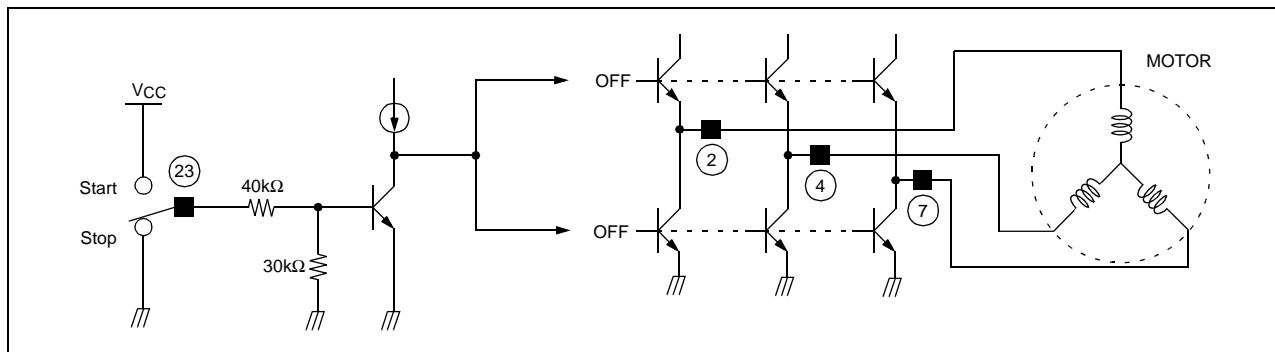 VCC
Start
Stop
23
40kΩ
30kΩ
OFF
OFF
2
4
7
MOTOR